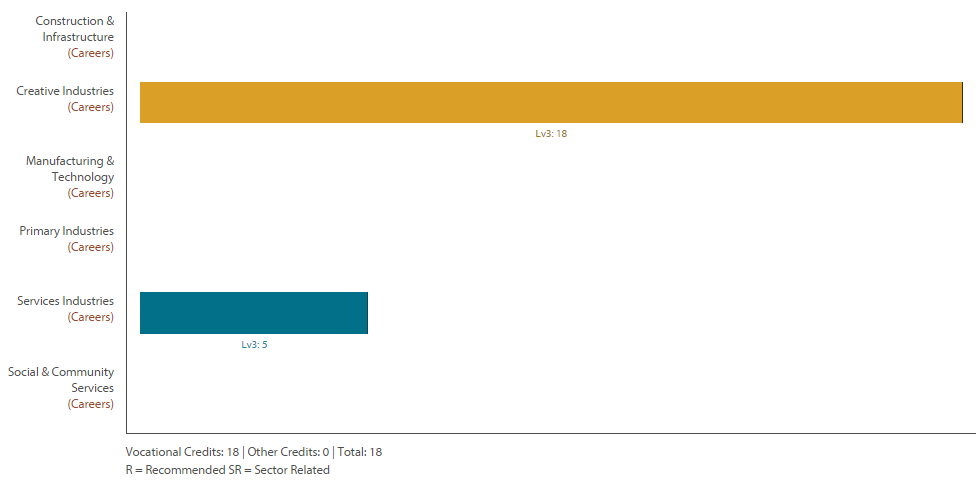 Construction &
Infrastructure
(Careers)
Creative Industries
(Careers)
Lv3: 18
Manufacturing &
Technology
(Careers)
Primary Industries
(Careers)
Services Industries
(Careers)
Lv3: 5
Social & Community
Services
(Careers)
Vocational Credits: 18 | Other Credits: 0 | Total: 18
R = Recommended SR = Sector Related